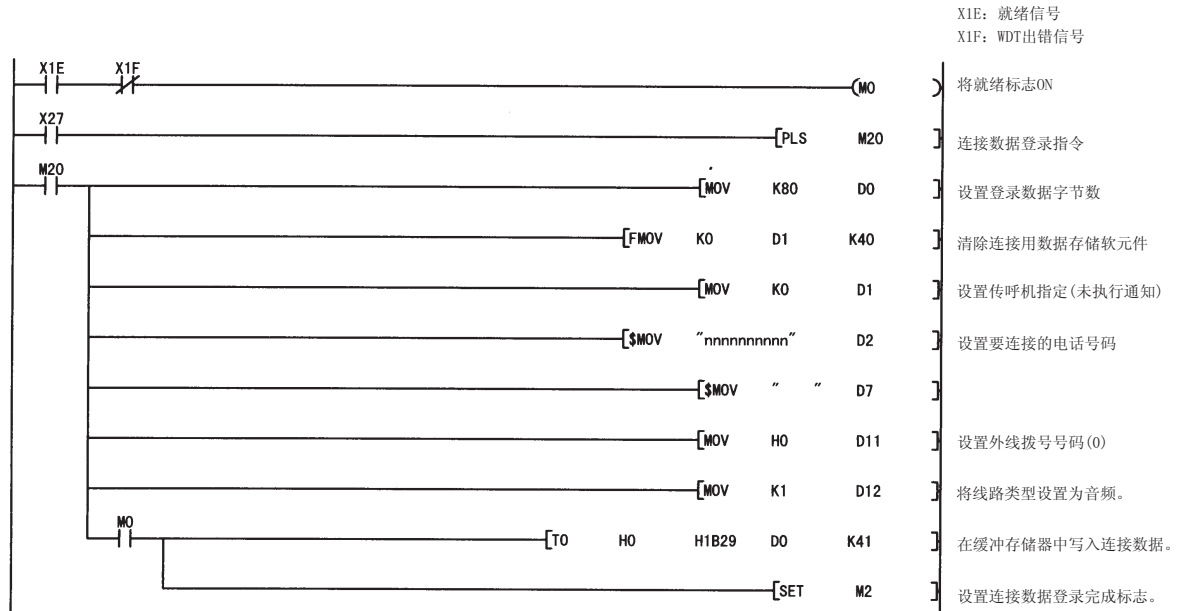 X1E: 就绪信号
X1F: WDT出错信号
X1E X1F
(M0 ) 将就绪标志ON
X27
[PLS M20 ] 连接数据登录指令
M20
[MOV K80 D0 ] 设置登录数据字节数
[FMOV K0 D1 K40 ] 清除连接用数据存储软元件
[MOV K0 D1 ] 设置传呼机指定(未执行通知)
[$MOV "nnnnnnnnnn" D2 ] 设置要连接的电话号码
[$MOV " " D7 ]
[MOV H0 D11 ] 设置外线拨号号码(0)
[MOV K1 D12 ] 将线路类型设置为音频。
M0
[TO H0 H1B29 D0 K41 ] 在缓冲存储器中写入连接数据。
[SET M2 ] 设置连接数据登录完成标志。